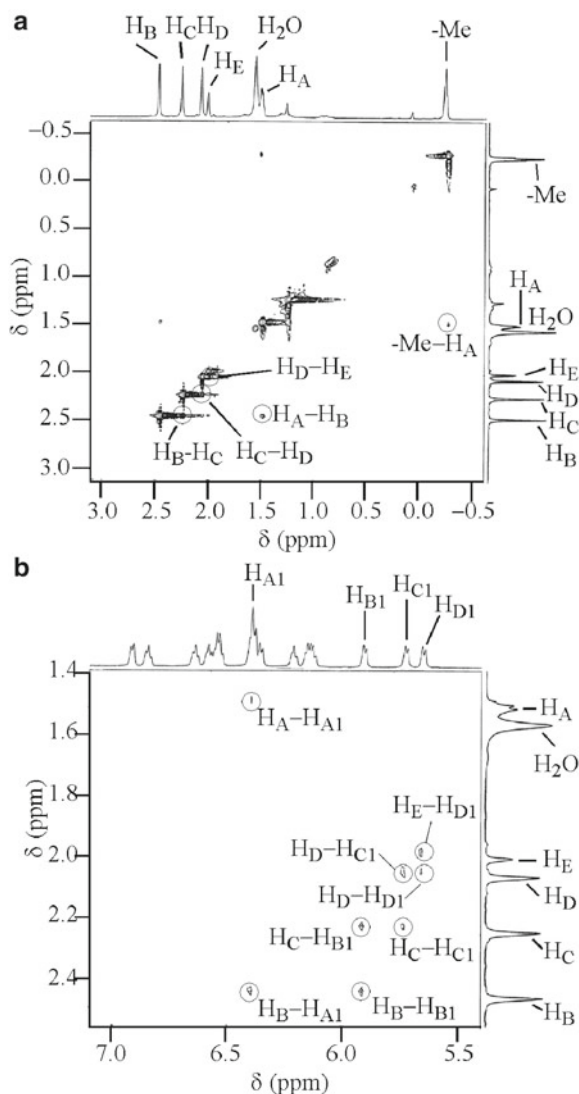 a
H_B
H_C H_D
H_E
H₂O
H_A
-Me
−0.5
0.0
0.5
1.0
1.5
2.0
2.5
3.0
δ (ppm)
-Me
H_A
H₂O
H_E
H_D
H_C
H_B
-Me–H_A
H_D–H_E
H_A–H_B
H_B-H_C
H_C–H_D
3.0 2.5 2.0 1.5 1.0 0.5 0.0 −0.5
δ (ppm)
b
H_A1
H_B1
H_C1
H_D1
1.4
1.6
1.8
2.0
2.2
2.4
δ (ppm)
H_A
H₂O
H_E
H_D
H_C
H_B
H_A–H_A1
H_E–H_D1
H_D–H_C1
H_D–H_D1
H_C–H_B1
H_C–H_C1
H_B–H_A1
H_B–H_B1
7.0 6.5 6.0 5.5
δ (ppm)